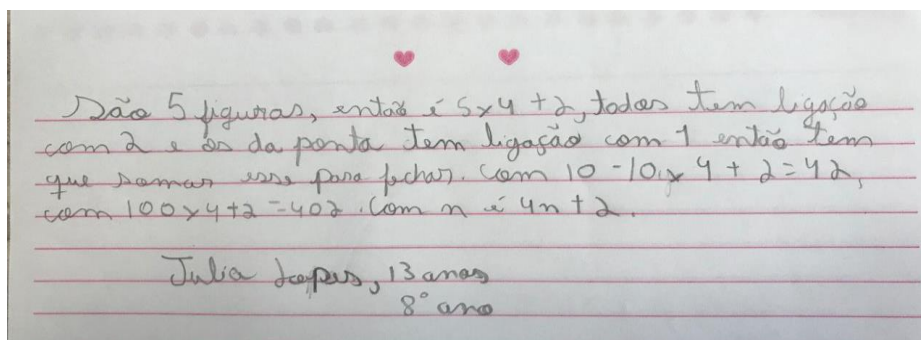 São 5 figuras, então é 5x4 + 2, todas tem ligação
com 2 e os da ponta tem ligação com 1 então tem
que somar esse para fechar. Com 10 - 10 x 4 + 2 = 42,
com 100 x 4 + 2 = 402. Com n é 4n + 2.
Julia Lopes, 13 anos
8° ano